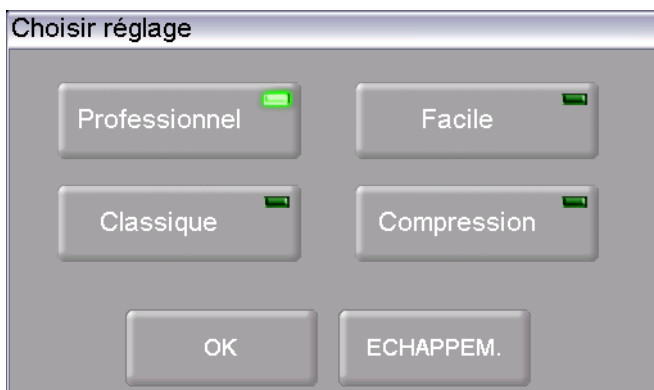 Choisir réglage
Professionnel
Facile
Classique
Compression
OK
ECHAPPEM.